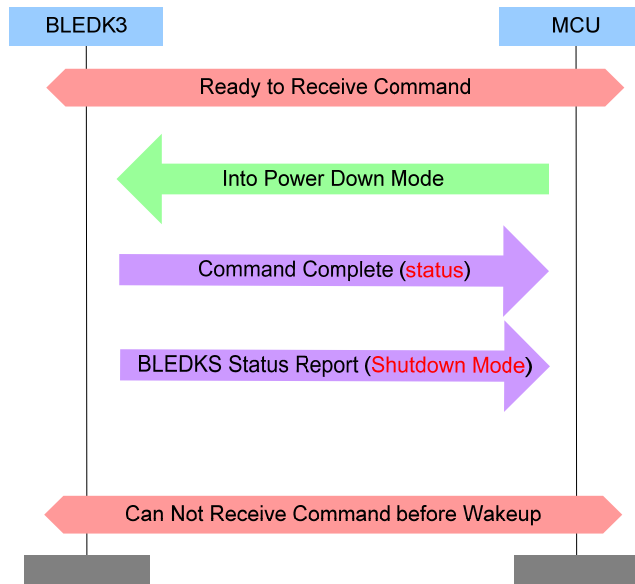 BLEDK3
MCU
Ready to Receive Command
Into Power Down Mode
Command Complete (status)
BLEDKS Status Report (Shutdown Mode)
Can Not Receive Command before Wakeup